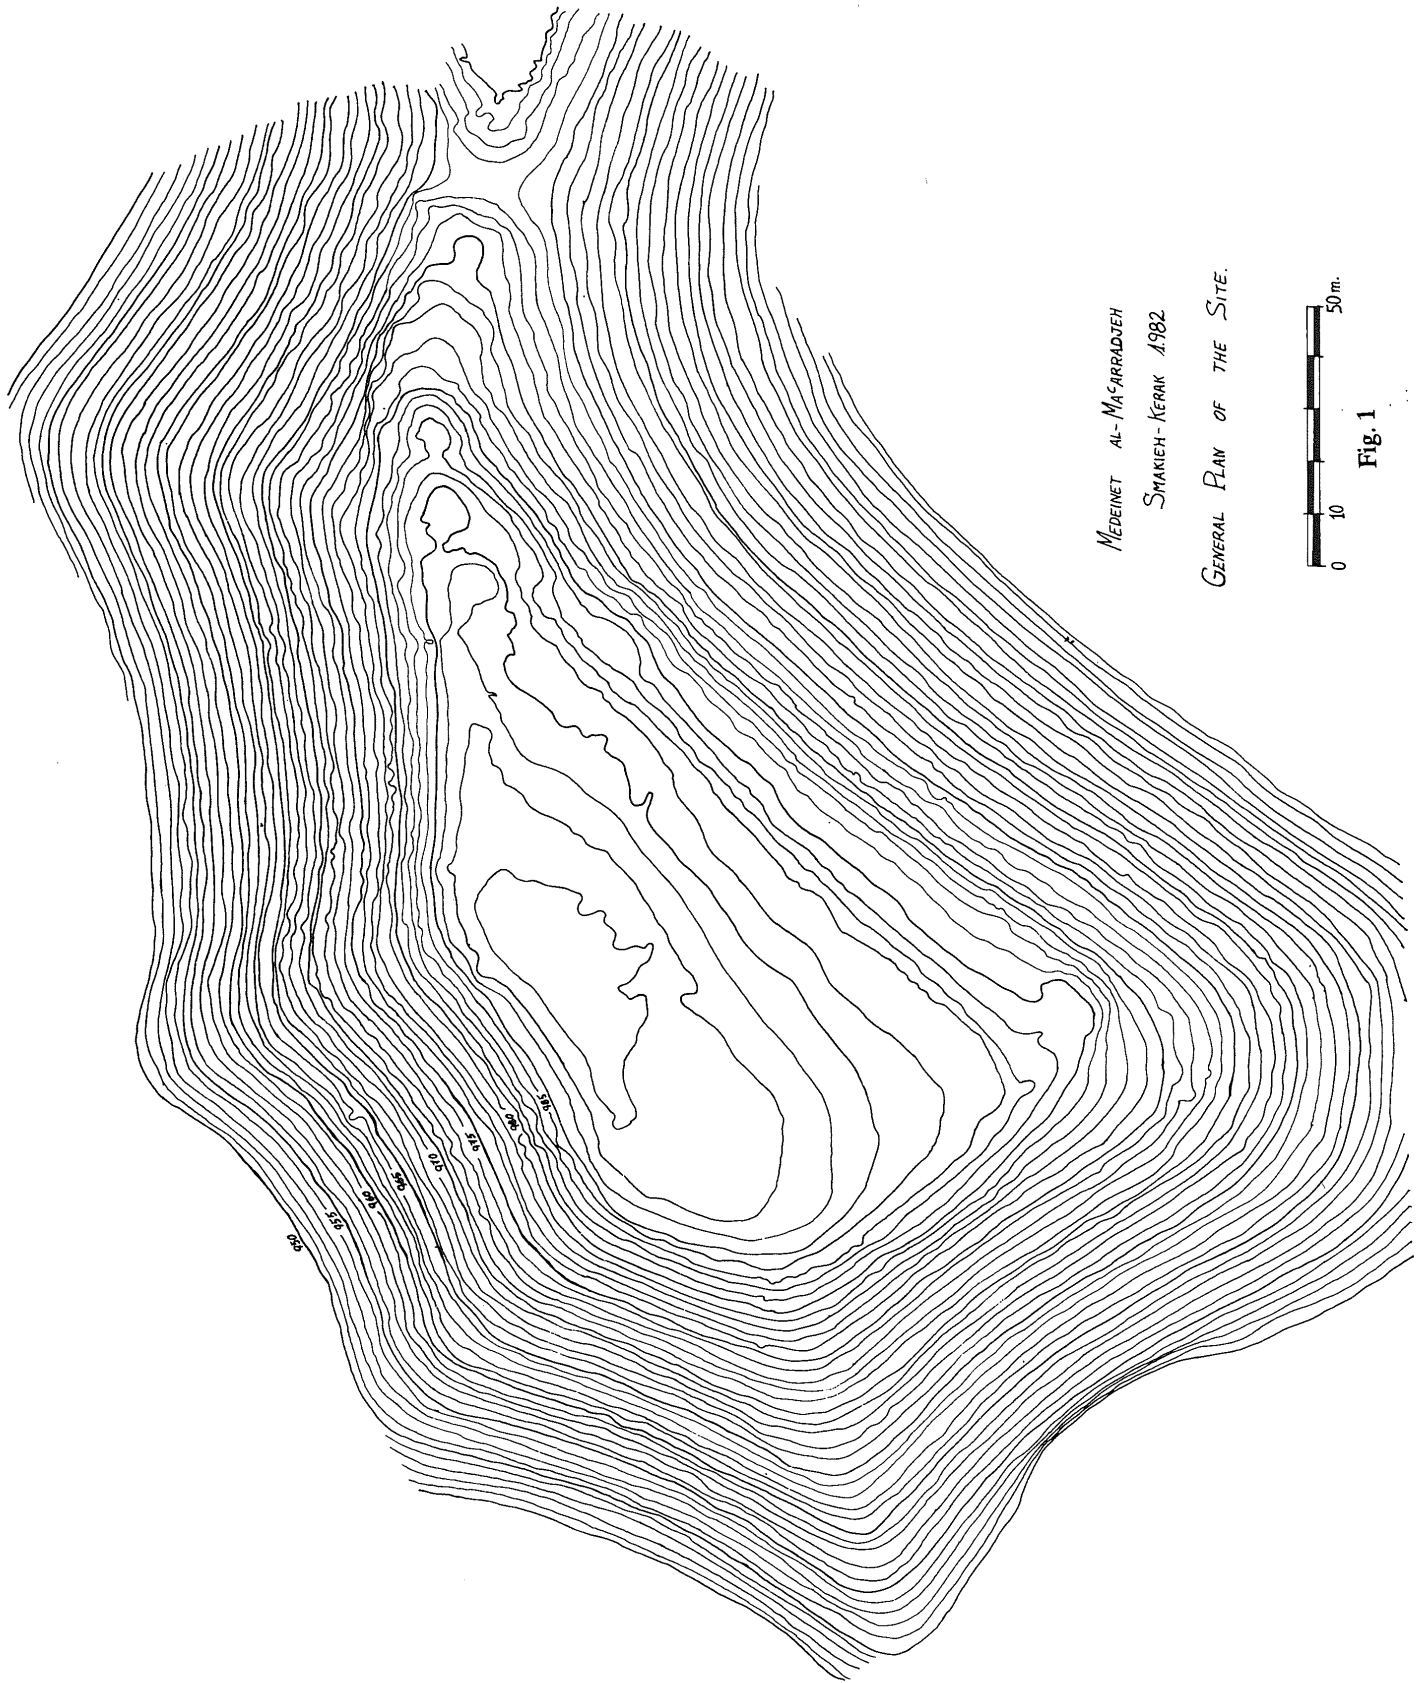 MEDEINET AL-MAʿARRADJEH
SMAKIEH-KERAK 1982
GENERAL PLAN OF THE SITE.
0 10 50 m.
Fig. 1
950
955
960
965
970
975
980
985